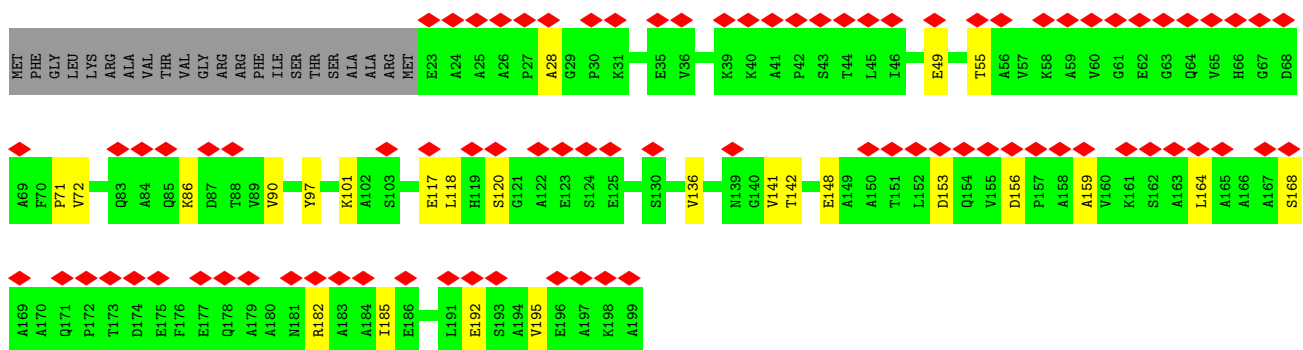 MET PHE GLY LEU LYS ARG ALA VAL THR VAL GLY ARG ARG PHE ILE SER THR SER ALA ALA ARG MET E23 A24 A25 A26 P27 A28 G29 P30 K31 E35 V36 K39 K40 A41 P42 S43 T44 L45 I46 E49 T55 A56 V57 K58 A59 V60 G61 E62 G63 Q64 V65 H66 G67 D68
A69 F70 P71 V72 Q83 A84 Q85 K86 D87 T88 V89 V90 Y97 K101 A102 S103 E117 L118 H119 S120 G121 A122 E123 S124 E125 S130 V136 N139 G140 V141 T142 E148 A149 A150 T151 L152 D153 Q154 V155 D156 P157 A158 A159 V160 K161 S162 A163 L164 A165 A166 A167 S168
A169 A170 Q171 P172 T173 D174 E175 F176 E177 Q178 A179 A180 N181 R182 A183 A184 I185 E186 L191 E192 S193 A194 V195 E196 A197 K198 A199